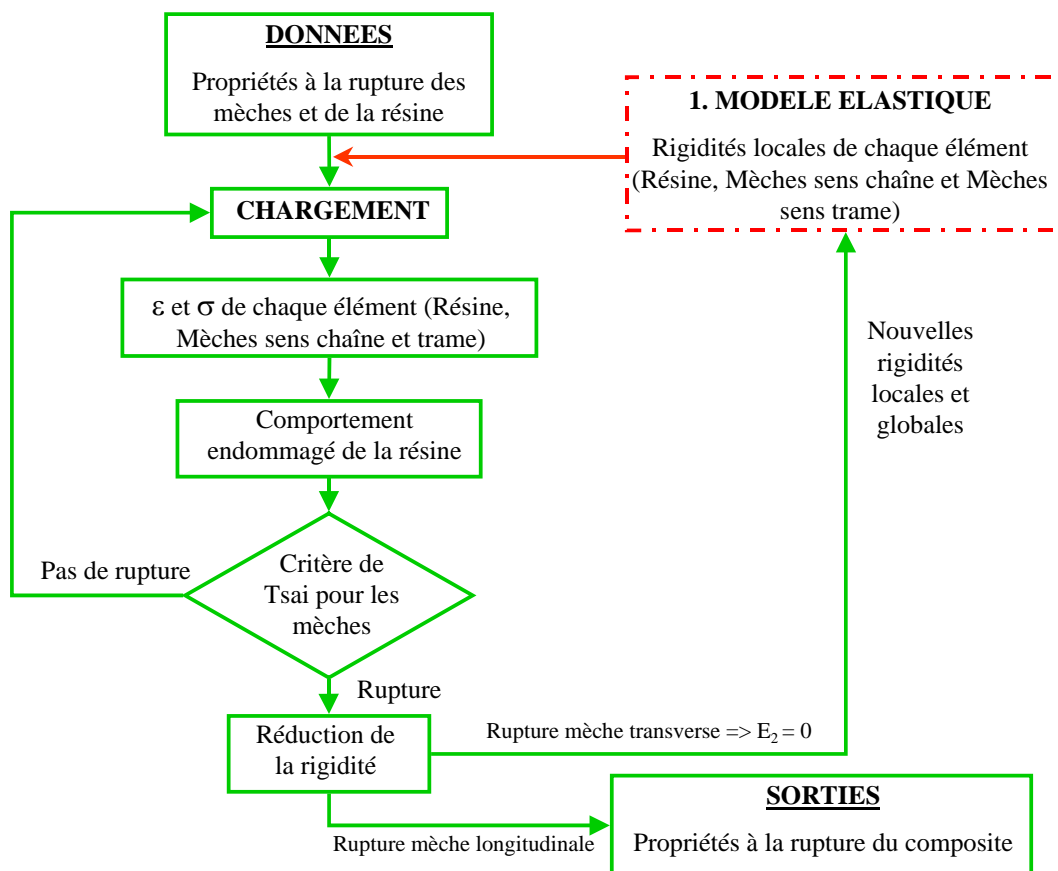 DONNEES
Propriétés à la rupture des
mèches et de la résine
1. MODELE ELASTIQUE
Rigidités locales de chaque élément
(Résine, Mèches sens chaîne et Mèches
sens trame)
CHARGEMENT
ε et σ de chaque élément (Résine,
Mèches sens chaîne et trame)
Nouvelles
rigidités
locales et
globales
Comportement
endommagé de la résine
Pas de rupture
Critère de
Tsai pour les
mèches
Rupture
Réduction de
la rigidité
Rupture mèche transverse => E₂ = 0
Rupture mèche longitudinale
SORTIES
Propriétés à la rupture du composite